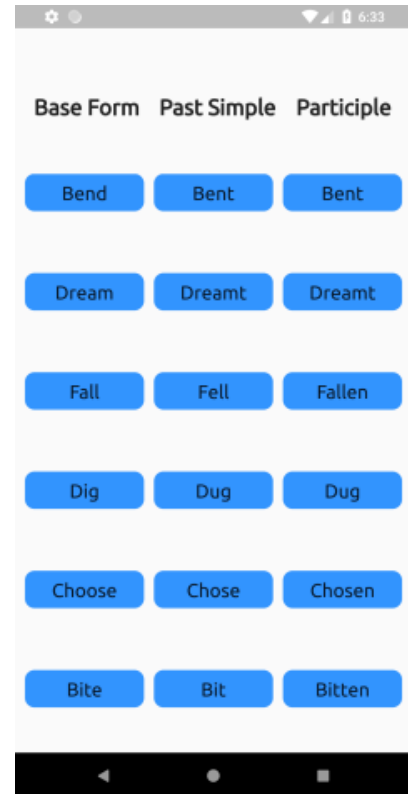 6:33
Base Form Past Simple Participle
Bend Bent Bent
Dream Dreamt Dreamt
Fall Fell Fallen
Dig Dug Dug
Choose Chose Chosen
Bite Bit Bitten